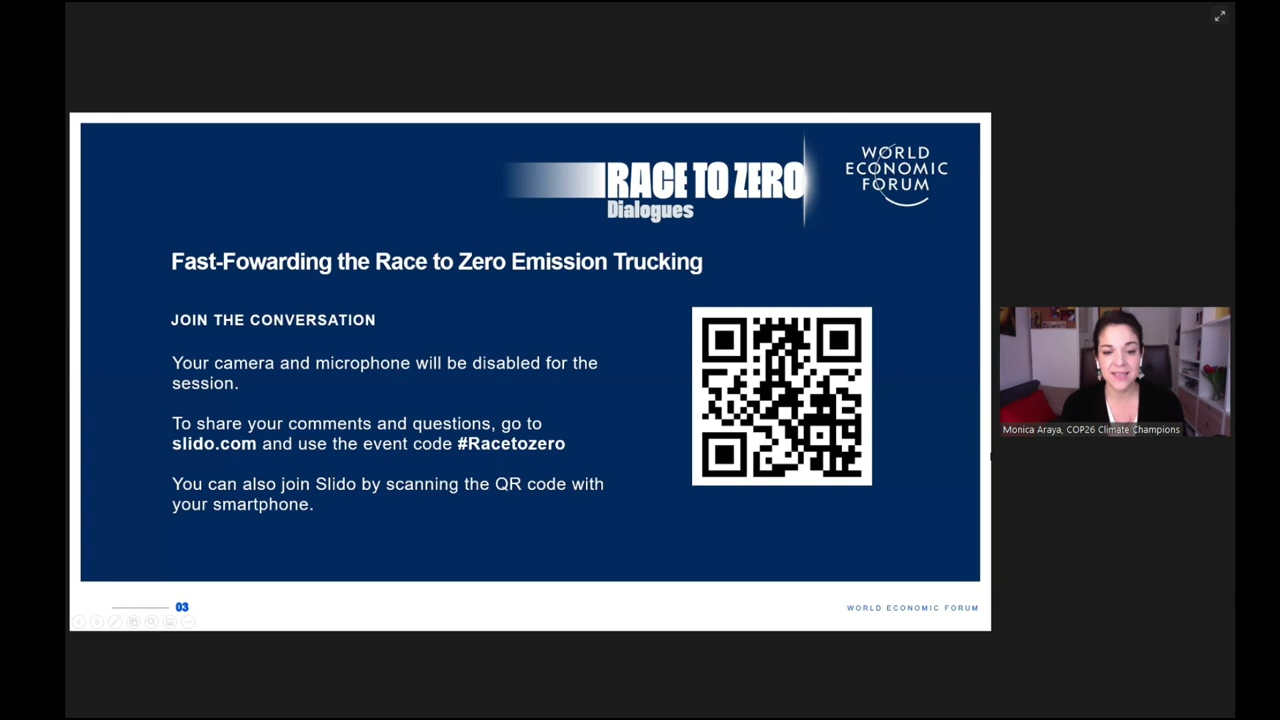 RACE TO ZERO
Dialogues
WORLD
ECONOMIC
FORUM
Fast-Fowarding the Race to Zero Emission Trucking
JOIN THE CONVERSATION
Your camera and microphone will be disabled for the
session.
To share your comments and questions, go to
slido.com and use the event code #Racetozero
You can also join Slido by scanning the QR code with
your smartphone.
Monica Araya, COP26 Climate Champions
03
WORLD ECONOMIC FORUM